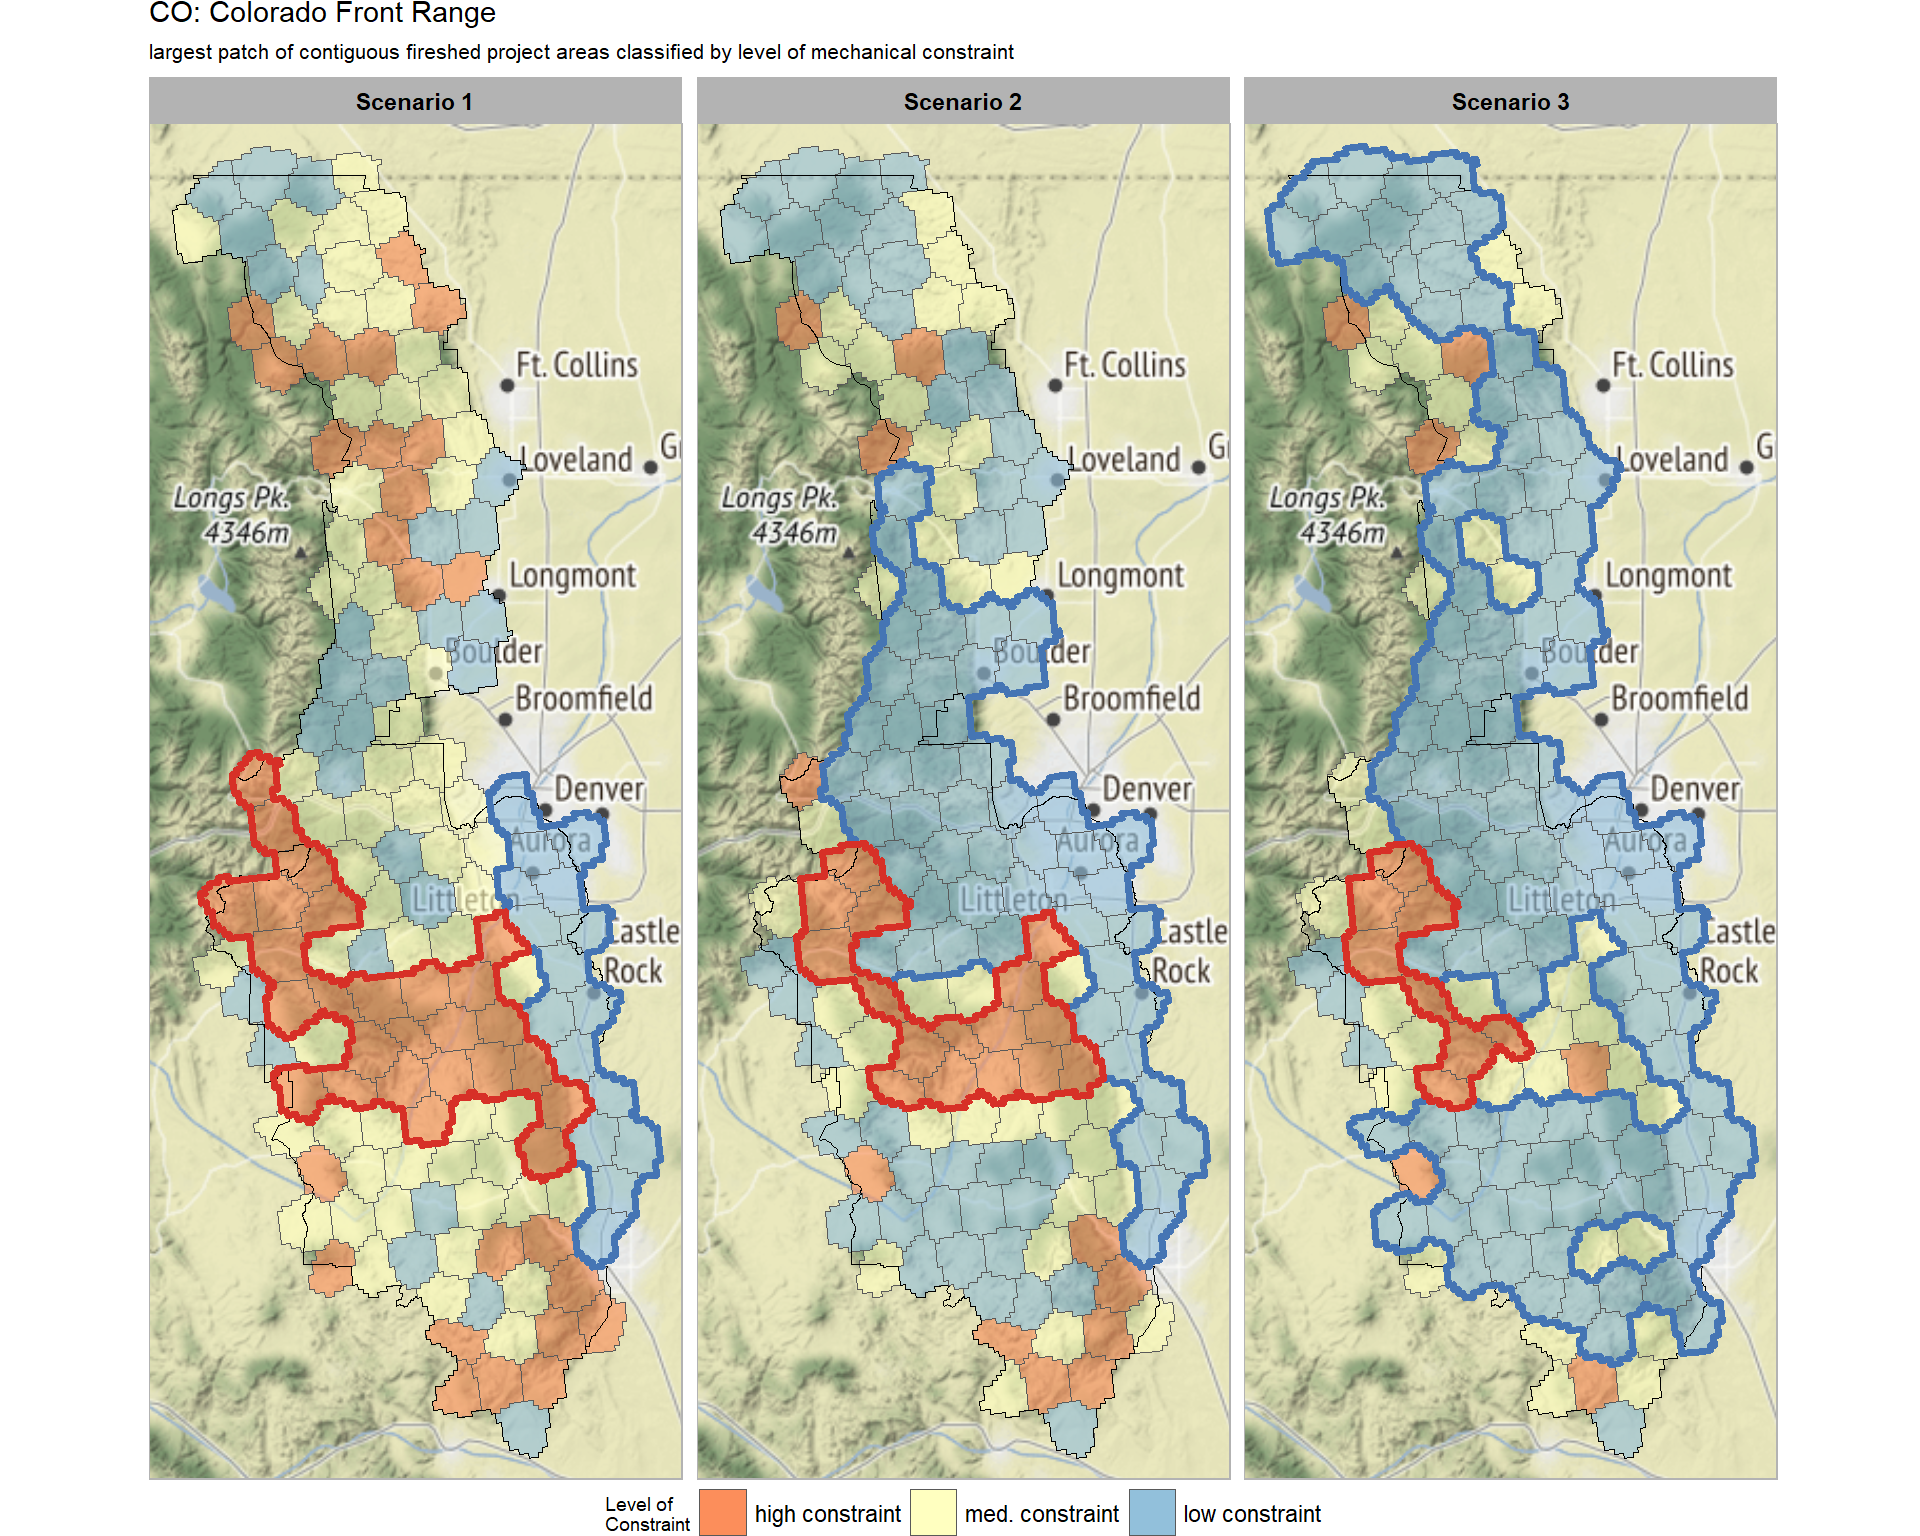 CO: Colorado Front Range
largest patch of contiguous fireshed project areas classified by level of mechanical constraint
Scenario 1
Scenario 2
Scenario 3
Ft. Collins
Loveland
G
Longs Pk.
4346m
Longmont
Boulder
Broomfield
Denver
Aurora
Littleton
Castle
Rock
Ft. Collins
Loveland
G
Longs Pk.
4346m
Longmont
Boulder
Broomfield
Denver
Aurora
Littleton
Castle
Rock
Ft. Collins
Loveland
G
Longs Pk.
4346m
Longmont
Boulder
Broomfield
Denver
Aurora
Littleton
Castle
Rock
Level of
Constraint
high constraint
med. constraint
low constraint